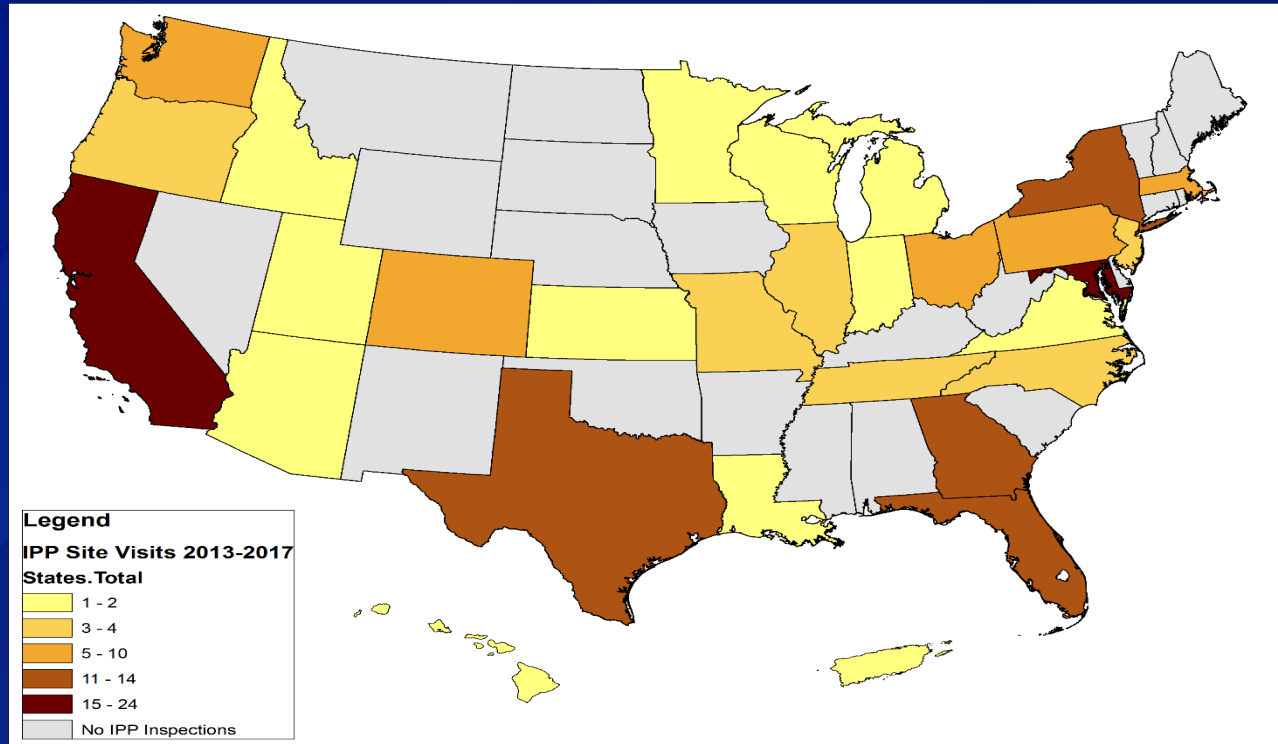 Legend
IPP Site Visits 2013-2017
States.Total
1 - 2
3 - 4
5 - 10
11 - 14
15 - 24
No IPP Inspections